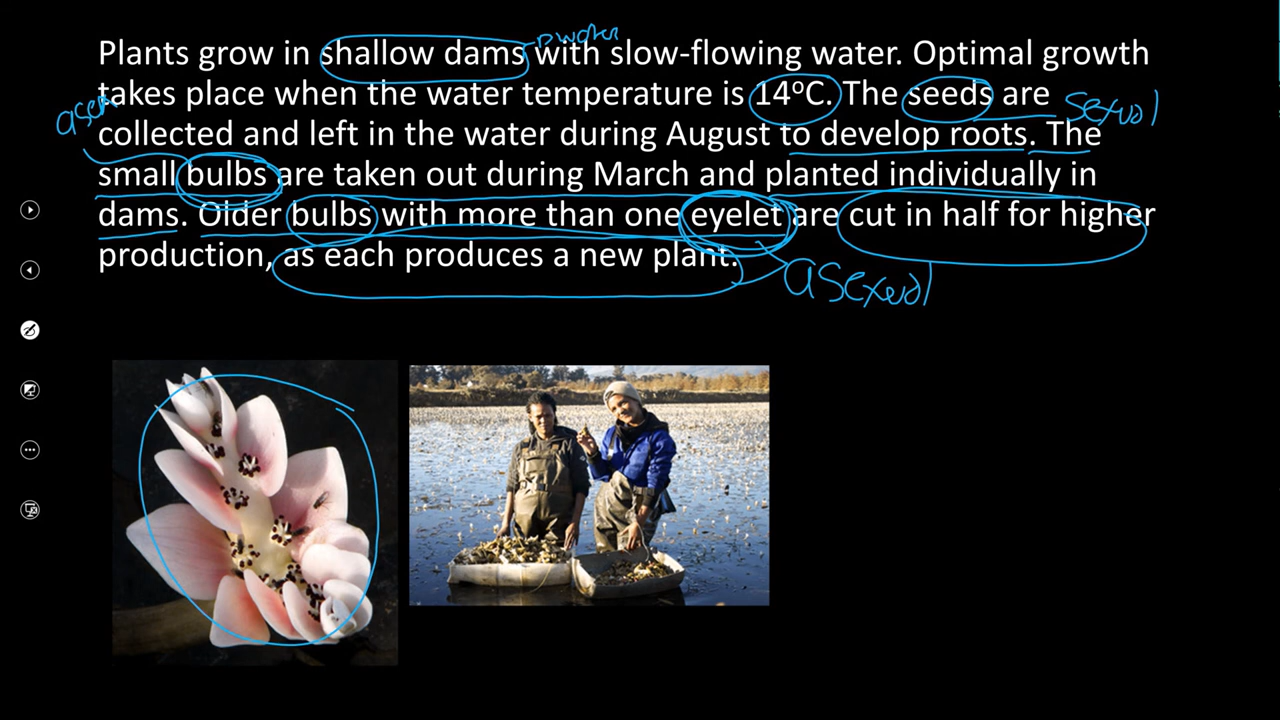 Plants grow in shallow dams with slow-flowing water. Optimal growth
water
takes place when the water temperature is 14°C. The seeds are
sexual
collected and left in the water during August to develop roots. The
small bulbs are taken out during March and planted individually in
dams. Older bulbs with more than one eyelet are cut in half for higher
production, as each produces a new plant.
asexual